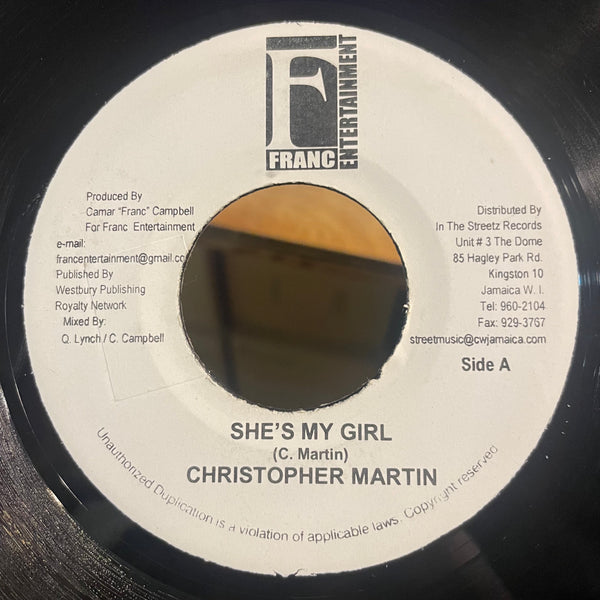 F
FRANC
ENTERTAINMENT
Produced By
Camar "Franc" Campbell
For Franc Entertainment
e-mail:
francentertainment@gmail.co
Published By
Westbury Publishing
Royalty Network
Mixed By:
Q. Lynch / C. Campbell
Distributed By
In The Streetz Records
Unit # 3 The Dome
85 Hagley Park Rd.
Kingston 10
Jamaica W. I.
Tel: 960-2104
Fax: 929-3767
streetmusic@cwjamaica.com
Side A
SHE'S MY GIRL
(C. Martin)
CHRISTOPHER MARTIN
Unauthorized Duplication is a violation of applicable laws. Copyright reserved